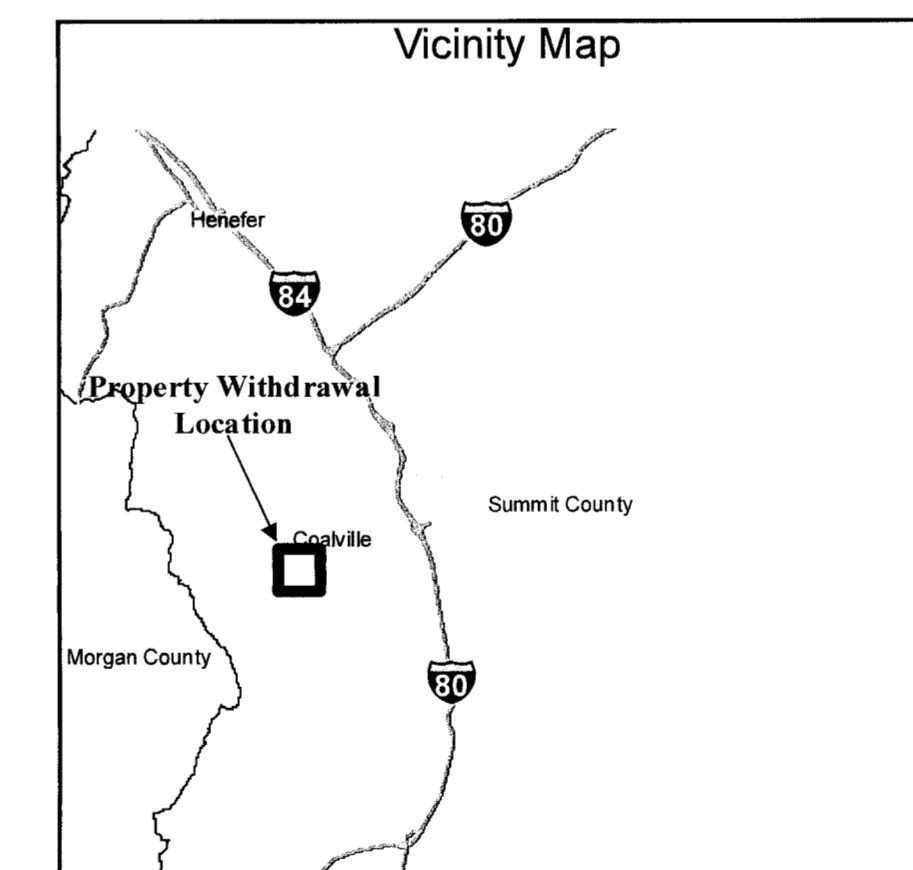 Vicinity Map
Henefer
80
84
Property Withdrawal
Location
Summit County
Coalville
Morgan County
80